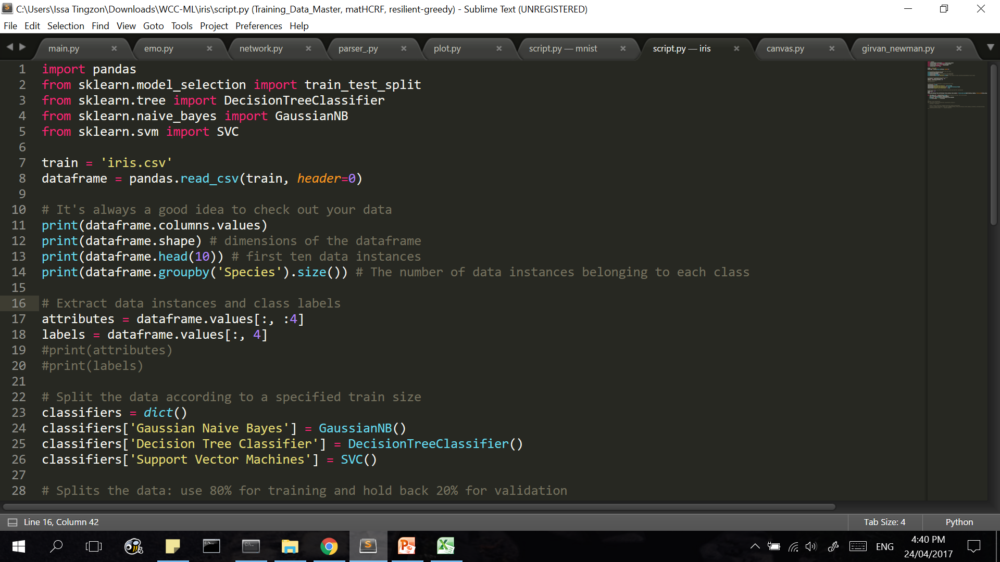 C:\Users\Issa Tingzon\Downloads\WCC-ML\iris\script.py (Training_Data_Master, matHCRF, resilient-greedy) - Sublime Text (UNREGISTERED)
File Edit Selection Find View Goto Tools Project Preferences Help
main.py emo.py network.py parser_.py plot.py script.py — mnist script.py — iris canvas.py girvan_newman.py
1 import pandas
2 from sklearn.model_selection import train_test_split
3 from sklearn.tree import DecisionTreeClassifier
4 from sklearn.naive_bayes import GaussianNB
5 from sklearn.svm import SVC
6
7 train = 'iris.csv'
8 dataframe = pandas.read_csv(train, header=0)
9
10 # It's always a good idea to check out your data
11 print(dataframe.columns.values)
12 print(dataframe.shape) # dimensions of the dataframe
13 print(dataframe.head(10)) # first ten data instances
14 print(dataframe.groupby('Species').size()) # The number of data instances belonging to each class
15
16 # Extract data instances and class labels
17 attributes = dataframe.values[:, :4]
18 labels = dataframe.values[:, 4]
19 #print(attributes)
20 #print(labels)
21
22 # Split the data according to a specified train size
23 classifiers = dict()
24 classifiers['Gaussian Naive Bayes'] = GaussianNB()
25 classifiers['Decision Tree Classifier'] = DecisionTreeClassifier()
26 classifiers['Support Vector Machines'] = SVC()
27
28 # Splits the data: use 80% for training and hold back 20% for validation
Line 16, Column 42 Tab Size: 4 Python
ENG 4:40 PM
24/04/2017